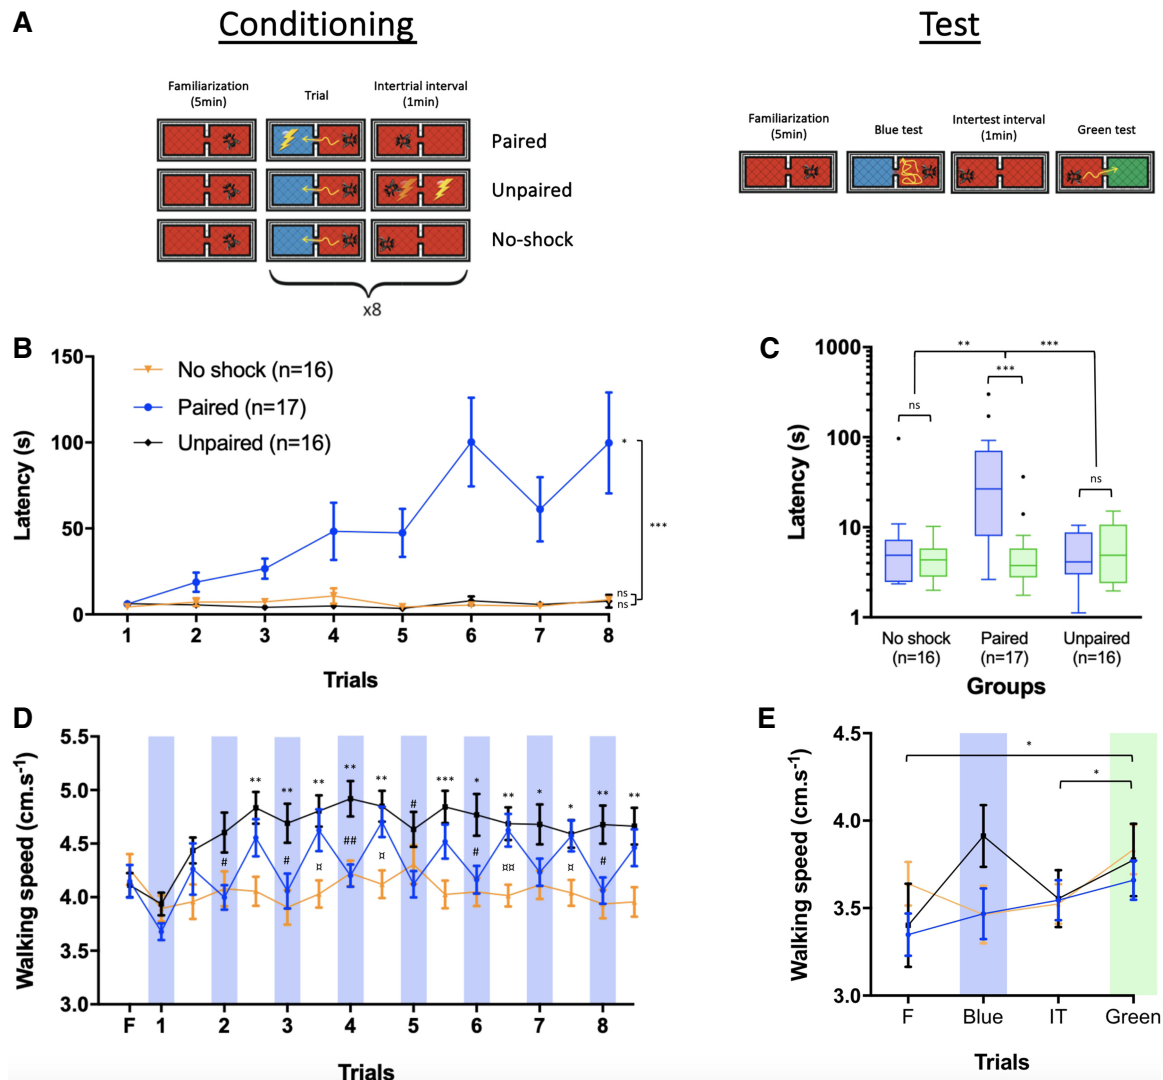 A
Conditioning
Test
Familiarization
(5min)
Trial
Intertrial interval
(1min)
Paired
Unpaired
No-shock
x8
Familiarization
(5min)
Blue test
Intertest interval
(1min)
Green test
B
150
100
50
0
Latency (s)
No shock (n=16)
Paired (n=17)
Unpaired (n=16)
*
***
ns
ns
1 2 3 4 5 6 7 8
Trials
C
1000
100
10
1
Latency (s)
** ***
***
ns
ns
No shock
(n=16)
Paired
(n=17)
Unpaired
(n=16)
Groups
D
5.5
5.0
4.5
4.0
3.5
3.0
Walking speed (cm.s⁻¹)
** ** ** ** ** # *** * ** * * ** **
# # ¤ ## ¤ # ¤¤ ¤ #
F 1 2 3 4 5 6 7 8
Trials
E
4.5
4.0
3.5
3.0
Walking speed (cm.s⁻¹)
*
*
F Blue IT Green
Trials